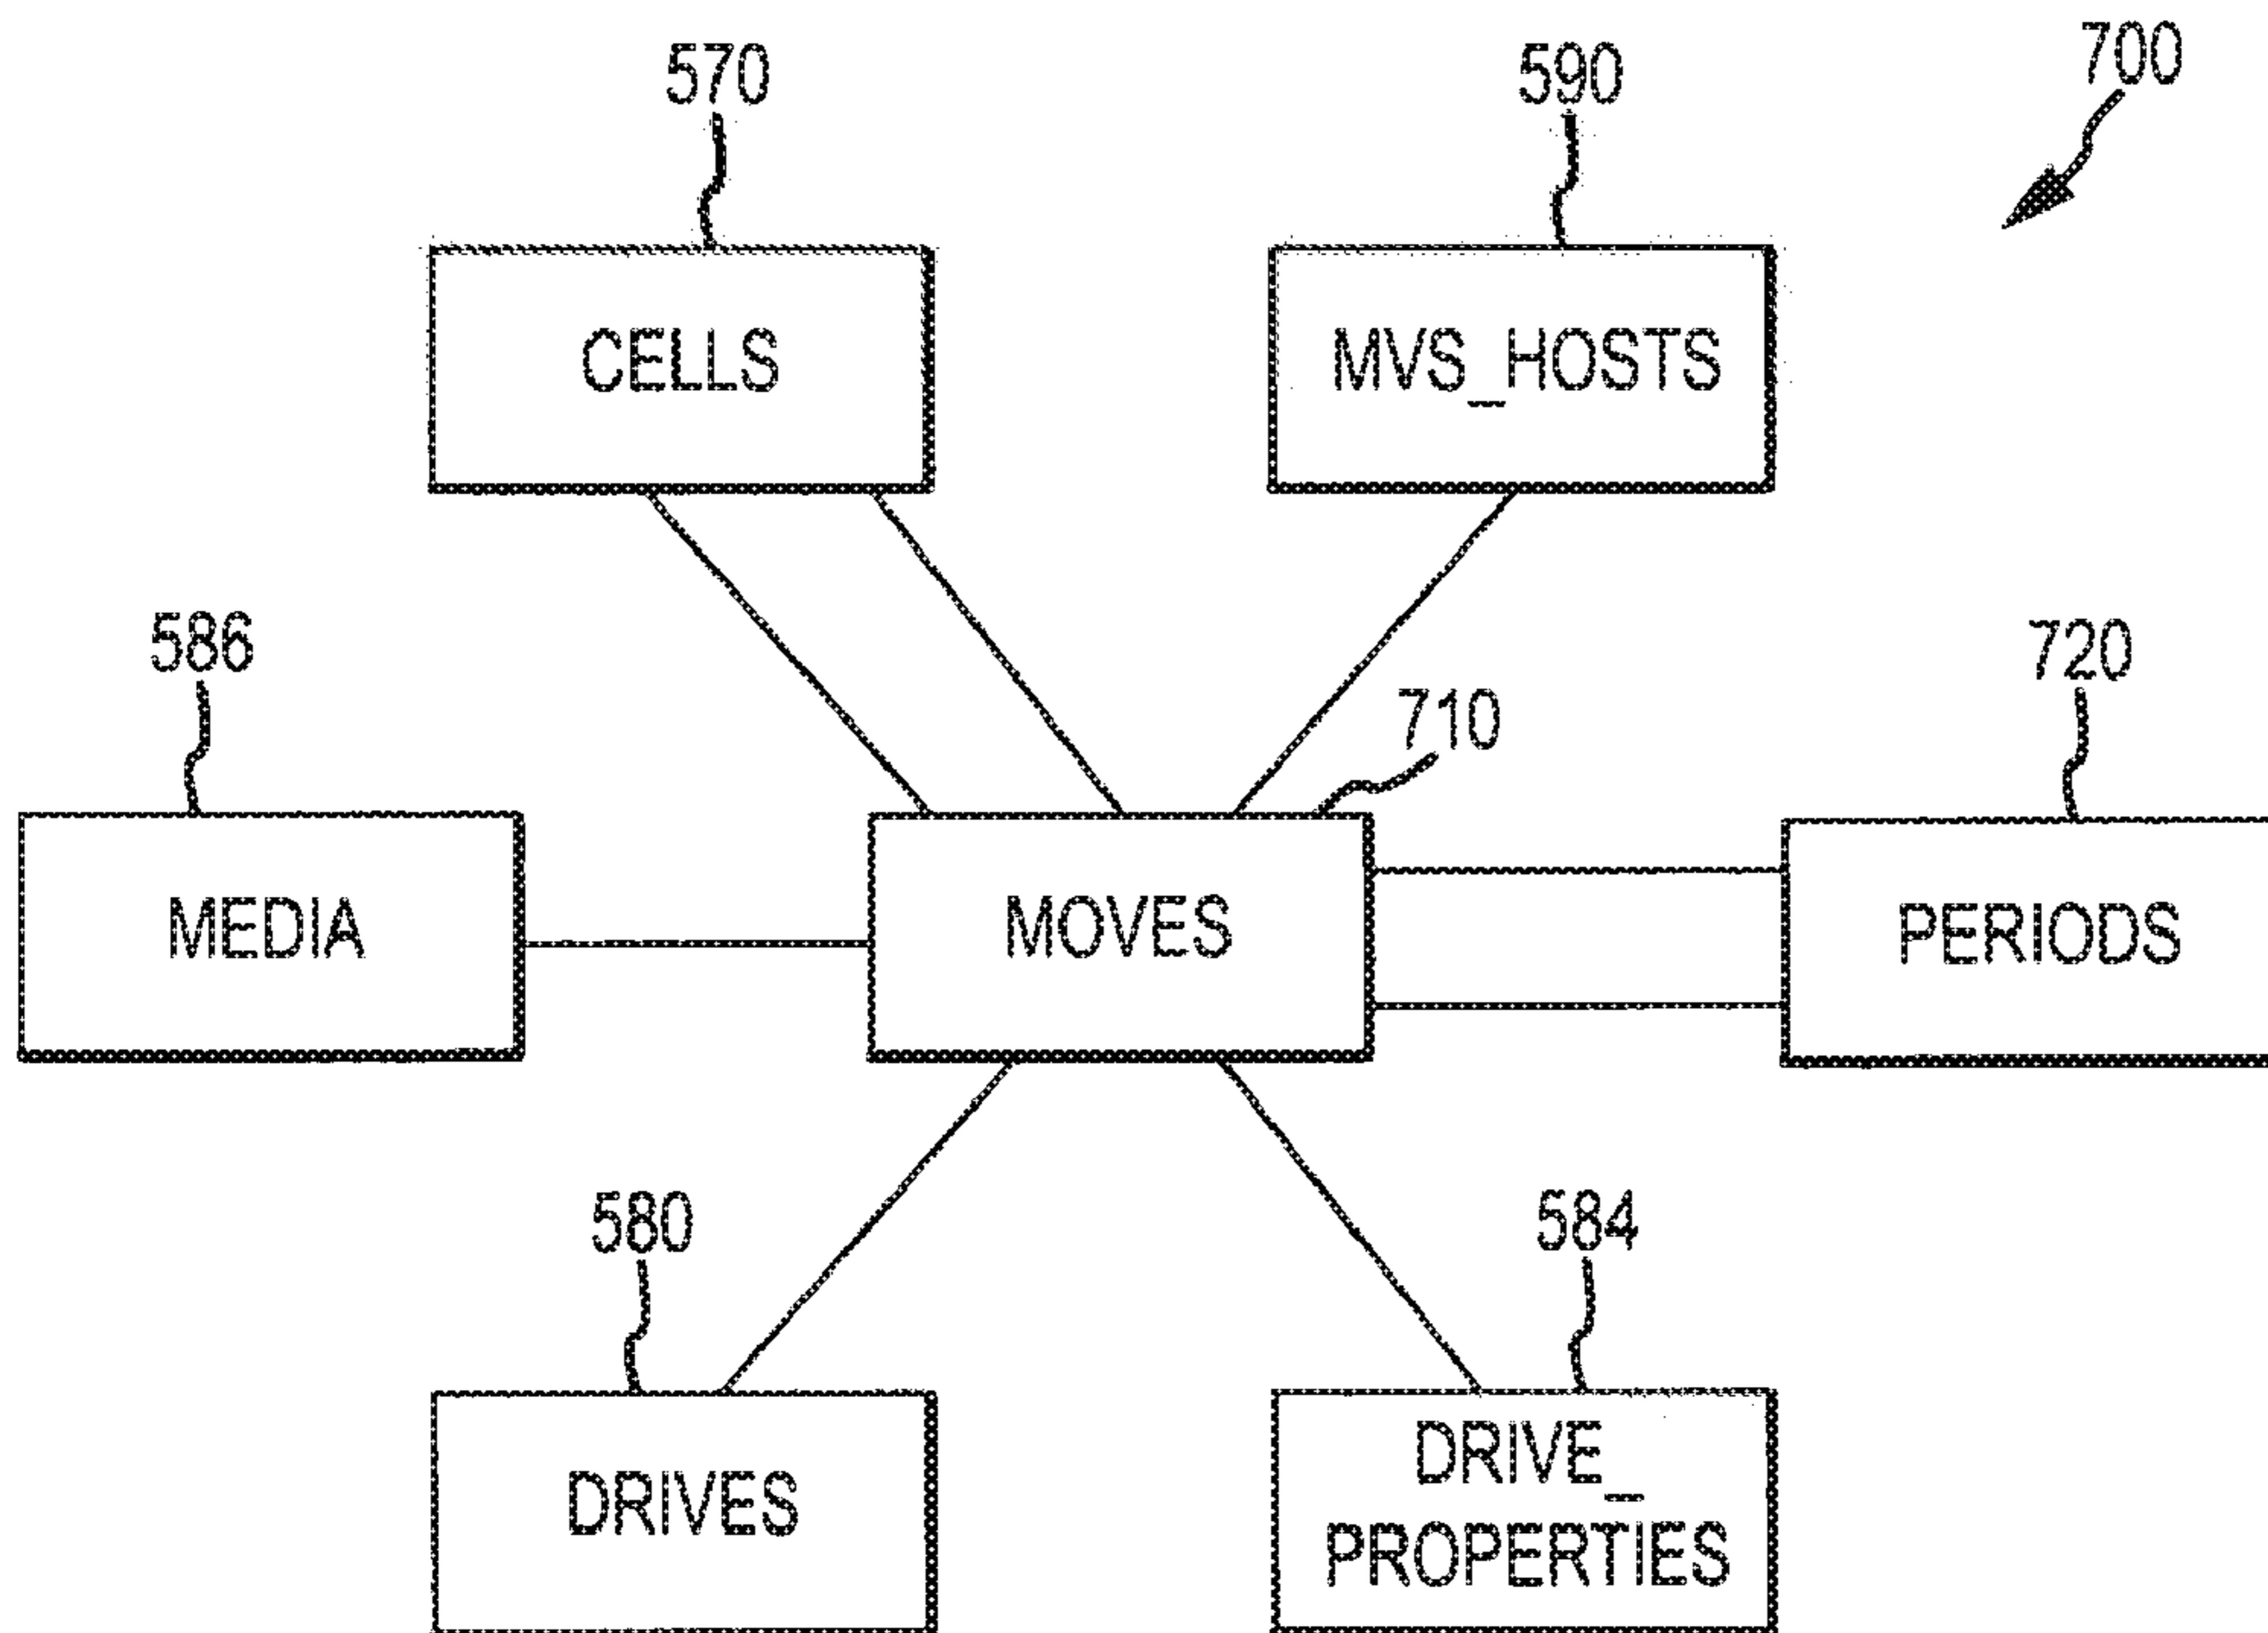 570
590
700
CELLS
MVS_HOSTS
586
710
720
MEDIA
MOVES
PERIODS
580
584
DRIVES
DRIVE_
PROPERTIES